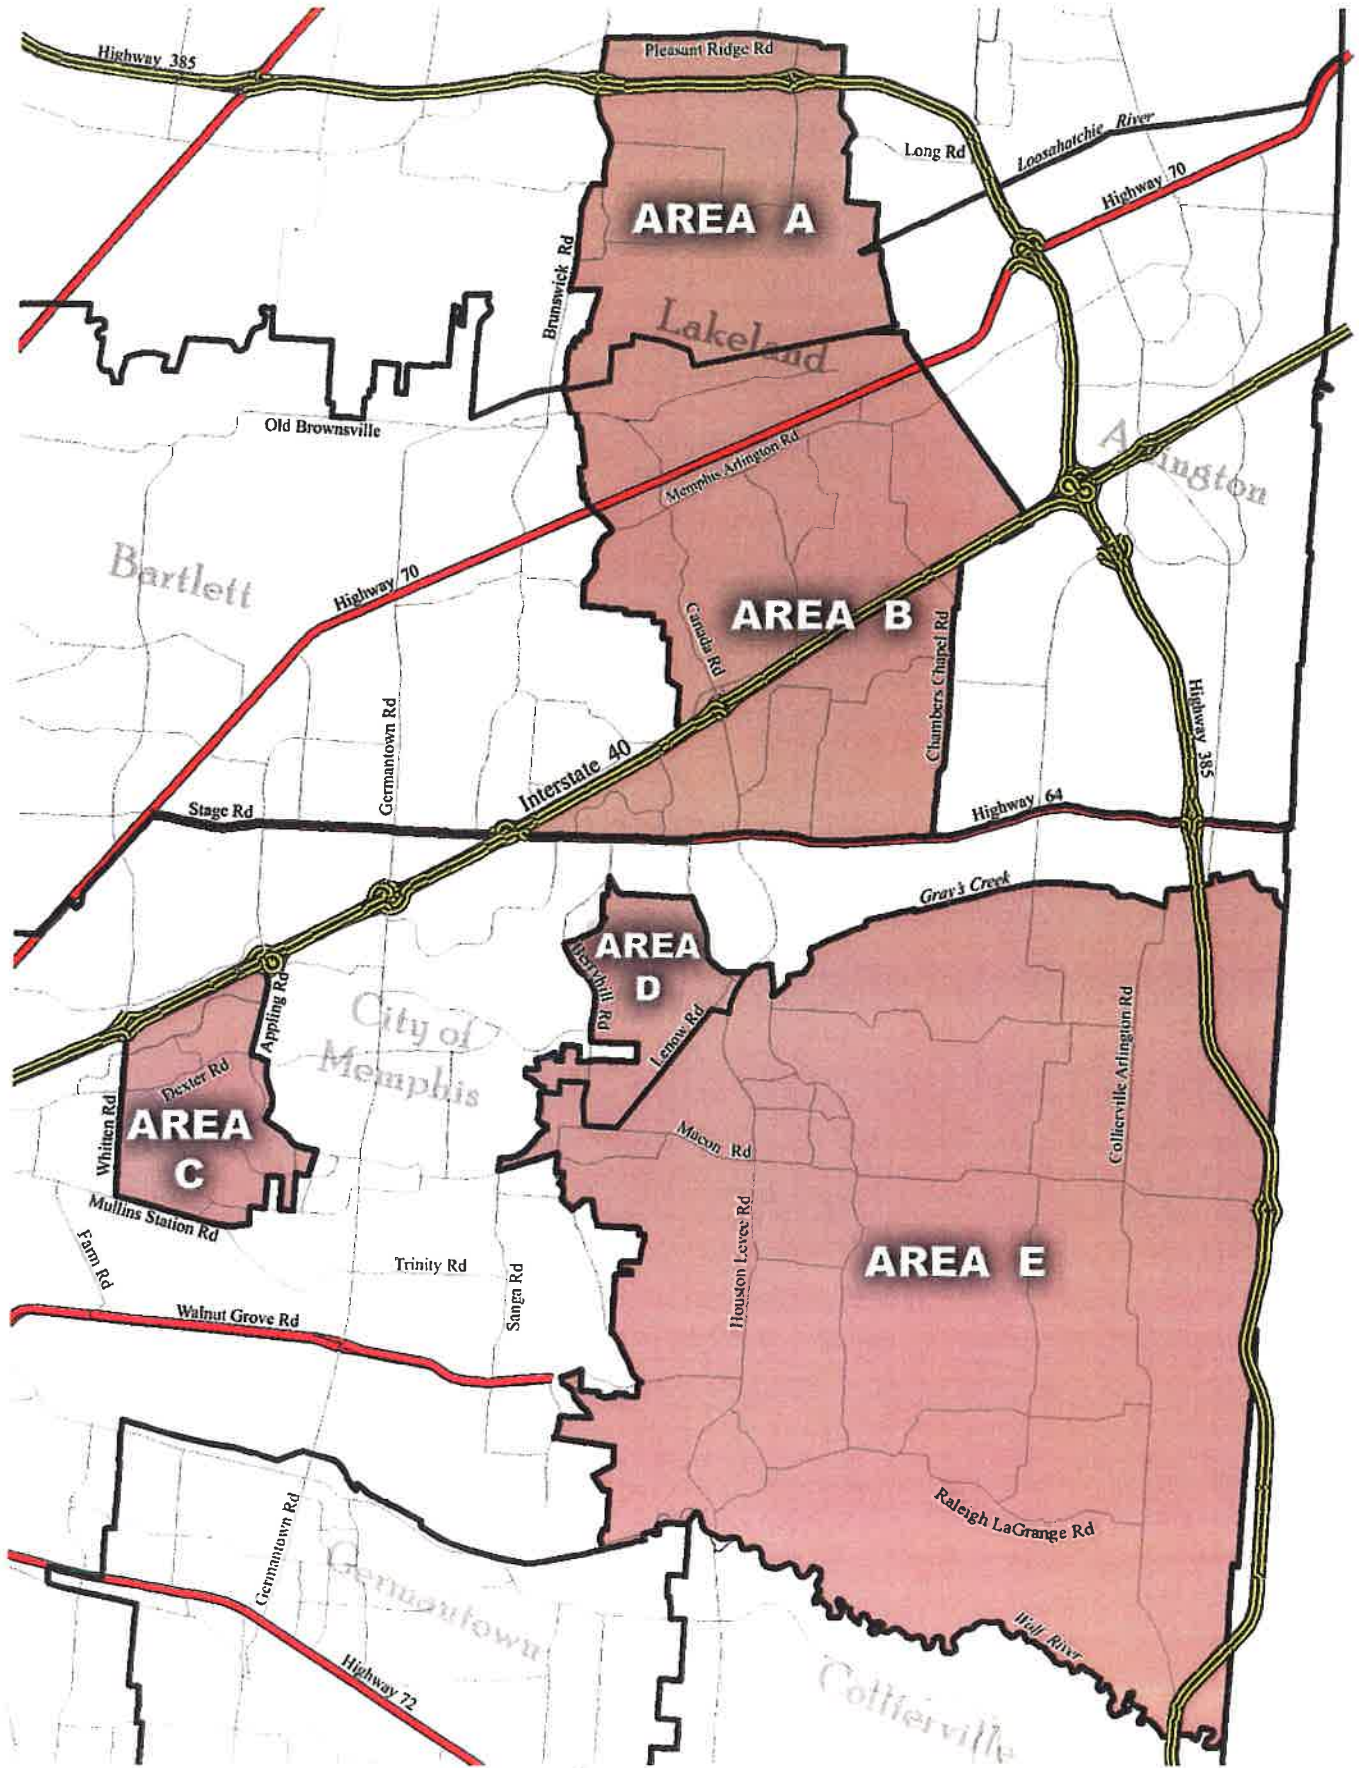 Pleasant Ridge Rd
Highway 385
Long Rd
Loosahatchie River
Highway 70
AREA A
Brunswick Rd
Lakeland
Old Brownsville
Memphis Arlington Rd
Arlington
Bartlett
Highway 70
AREA B
Canada Rd
Chambers Chapel Rd
Highway 385
Germantown Rd
Interstate 40
Stage Rd
Highway 64
Gray's Creek
AREA
D
Berryhill Rd
Lenow Rd
Appling Rd
City of
Memphis
Collierville Arlington Rd
Dexter Rd
Whitten Rd
AREA
C
Macon Rd
Mullins Station Rd
Houston Levee Rd
Farm Rd
Trinity Rd
Sanga Rd
AREA E
Walnut Grove Rd
Raleigh LaGrange Rd
Germantown Rd
Germantown
Wolf River
Highway 72
Collierville